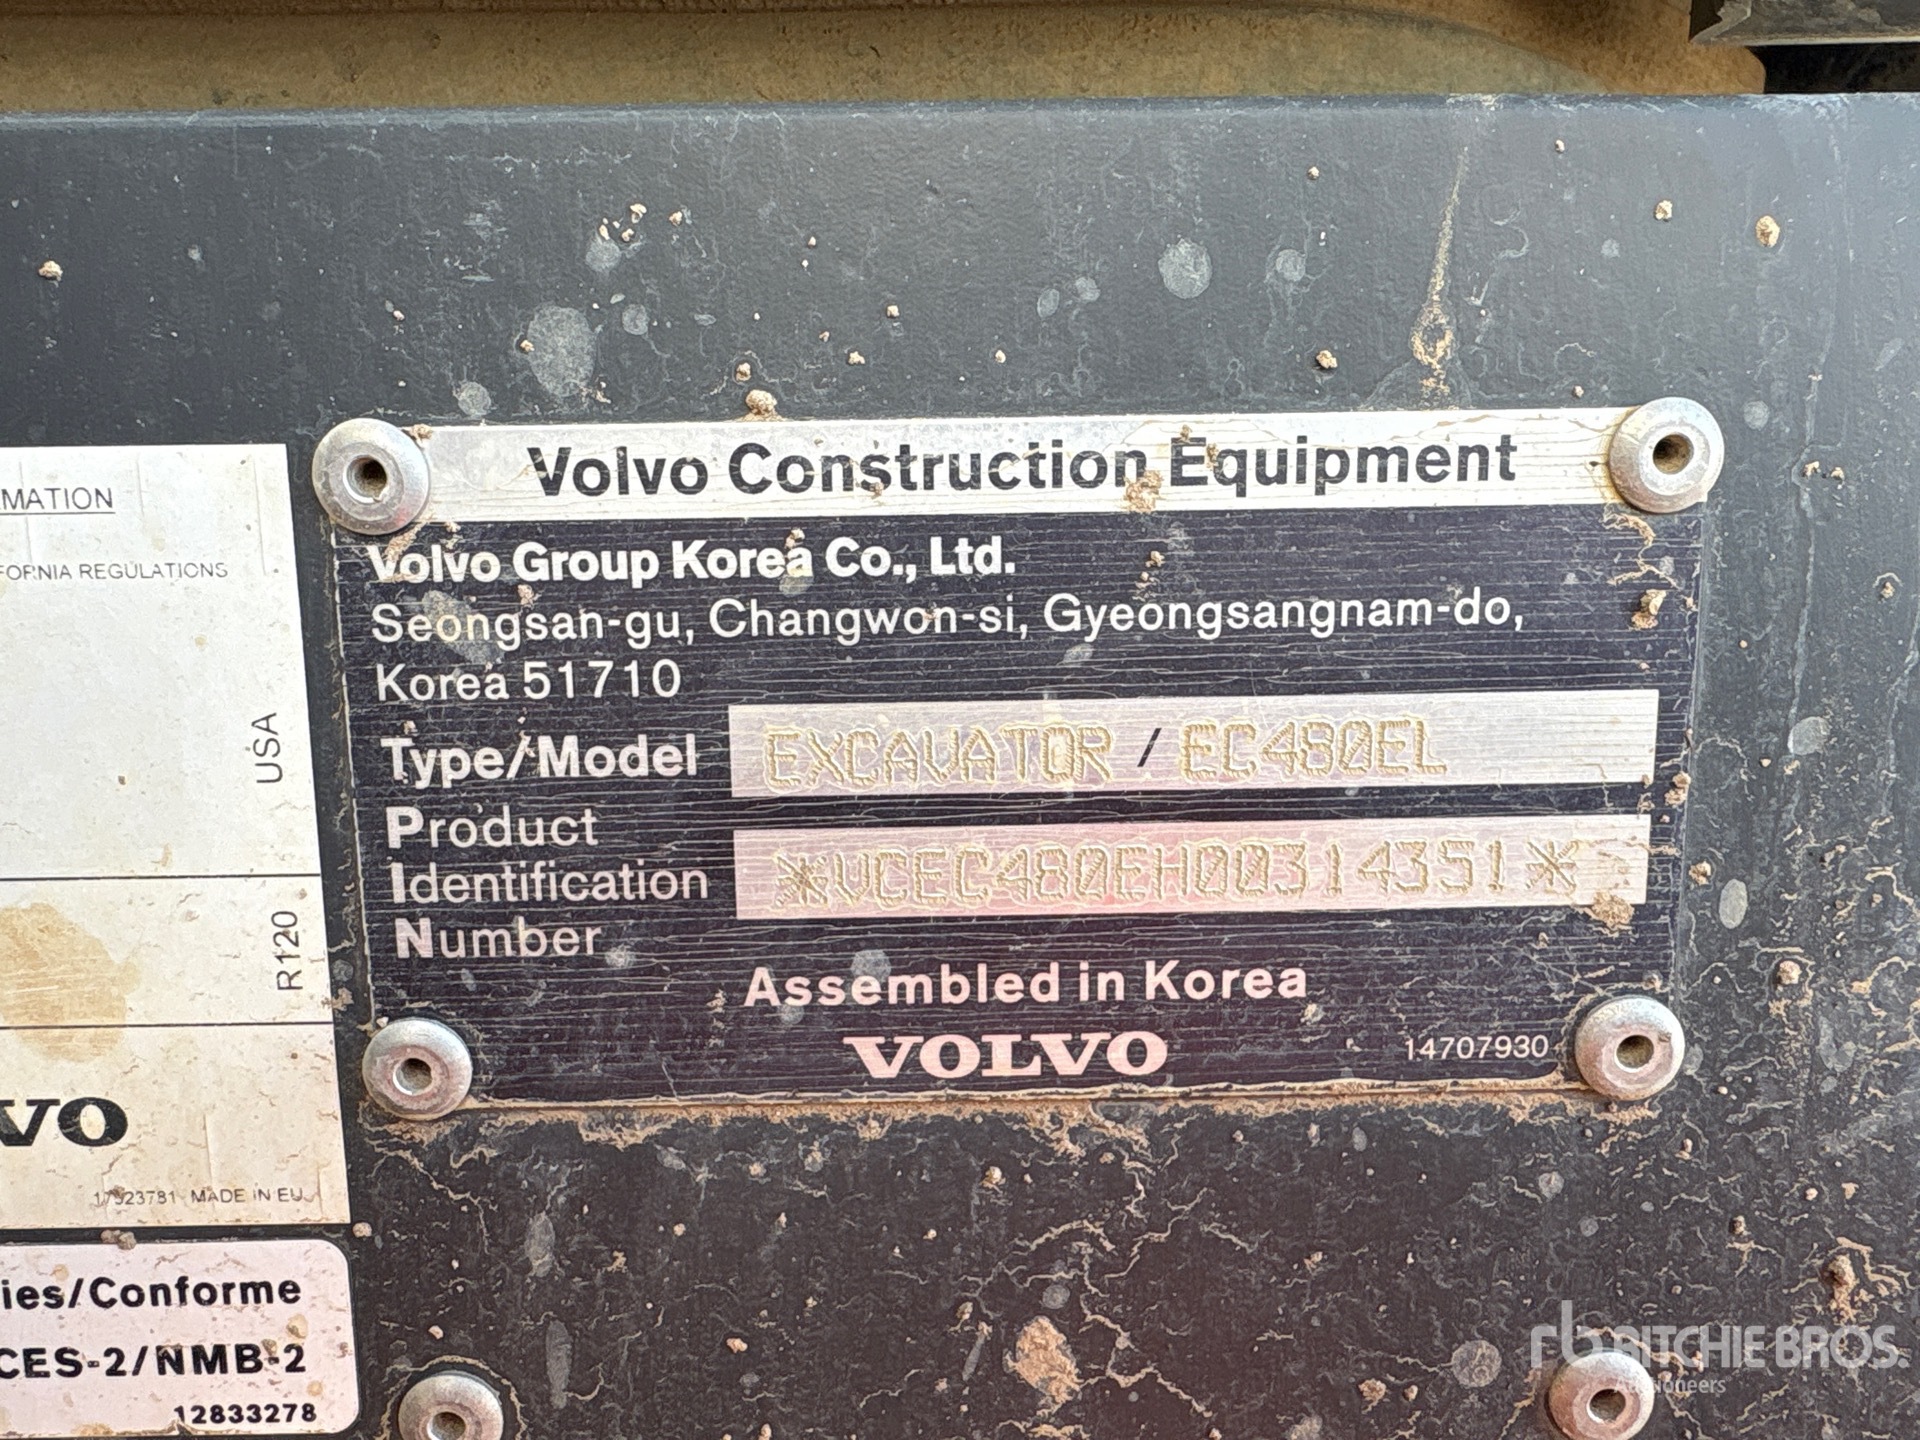 Volvo Construction Equipment
Volvo Group Korea Co., Ltd.
Seongsan-gu, Changwon-si, Gyeongsangnam-do,
Korea 51710
Type/Model EXCAVATOR / EC480EL
Product
Identification
Number
*VCEC480EH00314351*
Assembled in Korea
VOLVO
14707930
MATION
FORNIA REGULATIONS
USA
R120
VO
MADE IN EU
ies/Conforme
CES-2/NMB-2
12833278
rb RITCHIE BROS.
Auctioneers